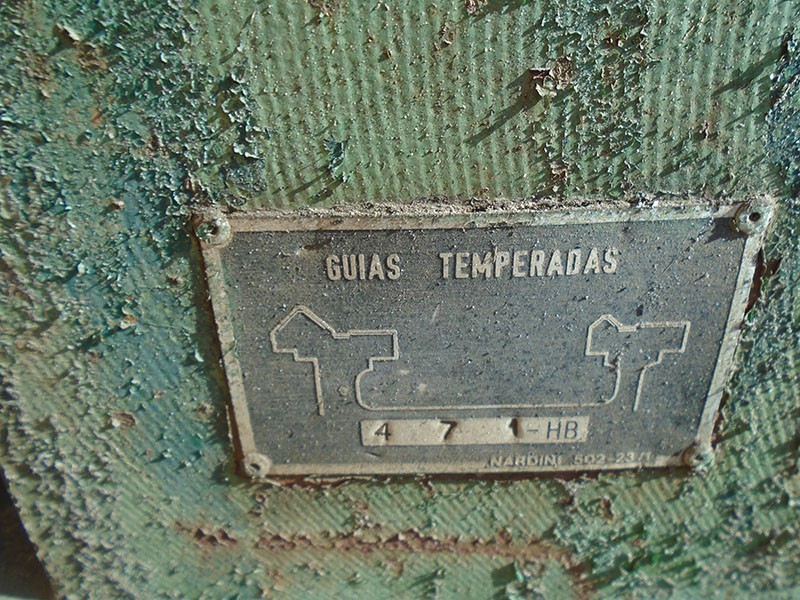 GUIAS TEMPERADAS
4 7 1-HB
NARDINI 502-23/1